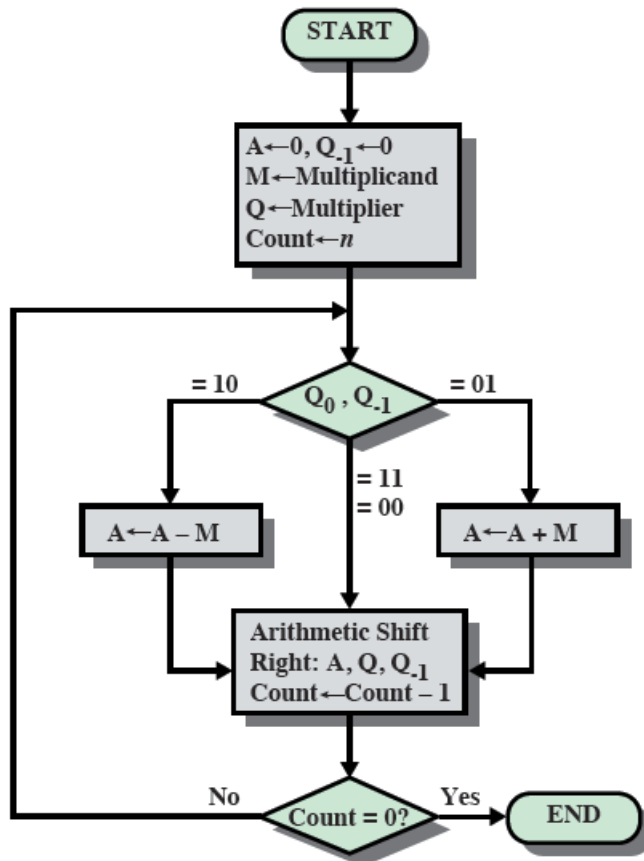 START
A←0, Q-1←0
M←Multiplicand
Q←Multiplier
Count←n
= 10
Q0 , Q-1
= 01
= 11
= 00
A←A – M
A←A + M
Arithmetic Shift
Right: A, Q, Q-1
Count←Count – 1
No
Count = 0?
Yes
END